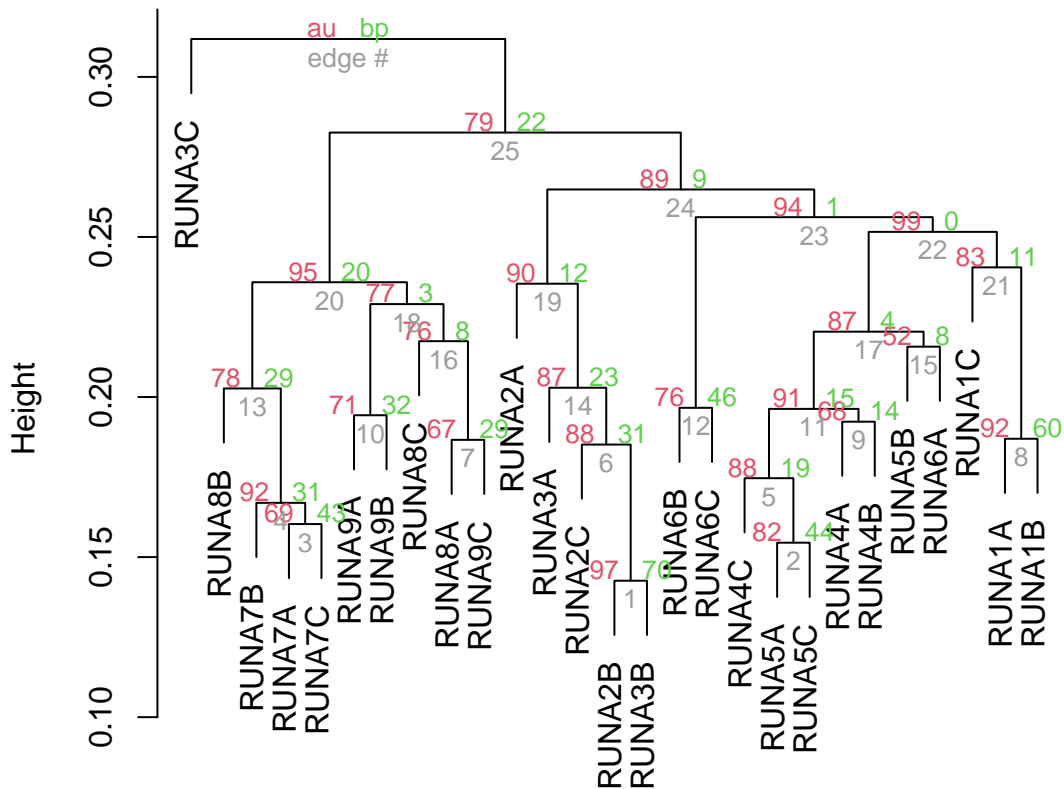 au bp
edge #
0.30
0.25
0.20
0.15
0.10
Height
RUNA3C
79 22
25
89 9
24
94 1
23
99 0
22
83 11
21
95 20
20
77 3
18
76 8
16
90 12
19
87 4
17
52 8
15
78 29
13
71 32
10
67 29
7
87 23
14
88 31
6
76 46
12
91 15
11
68 14
9
92 60
8
88 19
5
92 31
4
69 43
3
82 44
2
97 70
1
RUNA8B
RUNA7B
RUNA7A
RUNA7C
RUNA9A
RUNA9B
RUNA8C
RUNA8A
RUNA9C
RUNA2A
RUNA3A
RUNA2C
RUNA2B
RUNA3B
RUNA6B
RUNA6C
RUNA4C
RUNA5A
RUNA5C
RUNA4A
RUNA4B
RUNA5B
RUNA6A
RUNA1C
RUNA1A
RUNA1B